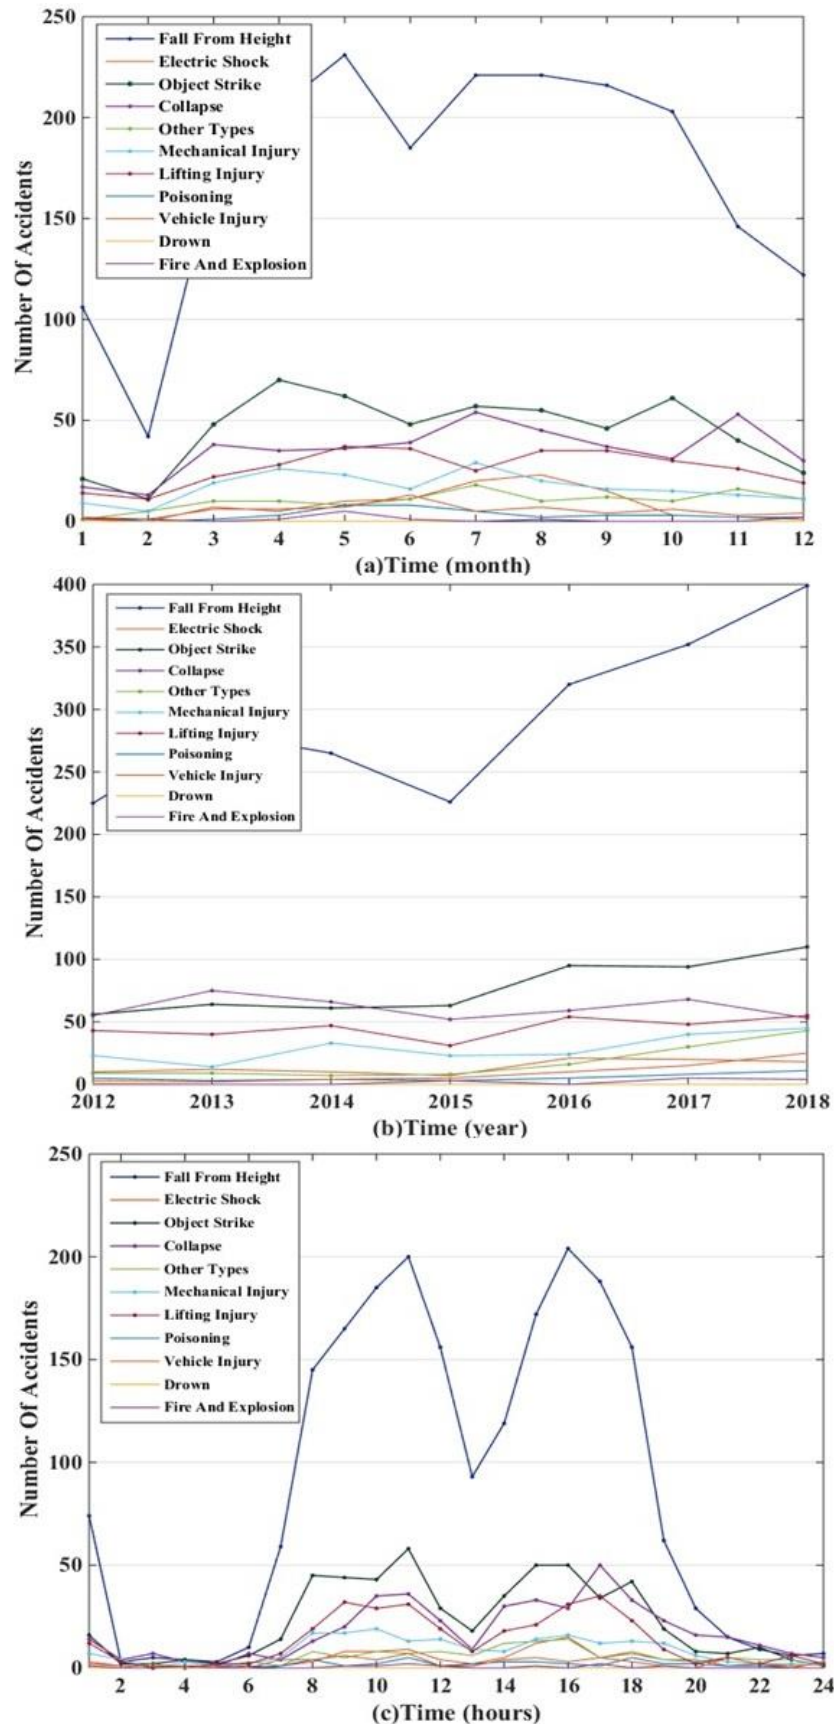 250
200
150
100
50
0
Number Of Accidents
Fall From Height
Electric Shock
Object Strike
Collapse
Other Types
Mechanical Injury
Lifting Injury
Poisoning
Vehicle Injury
Drown
Fire And Explosion
1 2 3 4 5 6 7 8 9 10 11 12
(a)Time (month)
400
350
300
250
200
150
100
50
0
Number Of Accidents
Fall From Height
Electric Shock
Object Strike
Collapse
Other Types
Mechanical Injury
Lifting Injury
Poisoning
Vehicle Injury
Drown
Fire And Explosion
2012 2013 2014 2015 2016 2017 2018
(b)Time (year)
250
200
150
100
50
0
Number Of Accidents
Fall From Height
Electric Shock
Object Strike
Collapse
Other Types
Mechanical Injury
Lifting Injury
Poisoning
Vehicle Injury
Drown
Fire And Explosion
2 4 6 8 10 12 14 16 18 20 22 24
(c)Time (hours)